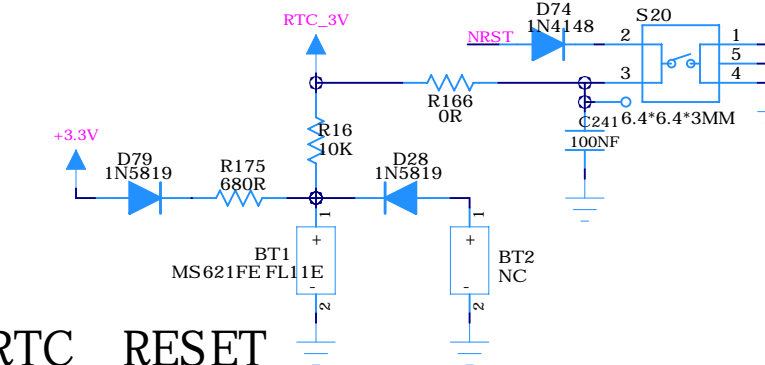 D74
1N4148
S20
RTC_3V
NRST
2
1
5
3
4
R166
0R
C241
6.4*6.4*3MM
100NF
R16
10K
+3.3V
D79
1N5819
R175
680R
D28
1N5819
1
1
+
+
BT1
MS621FE FL11E
BT2
NC
-
-
2
2
RTC RESET